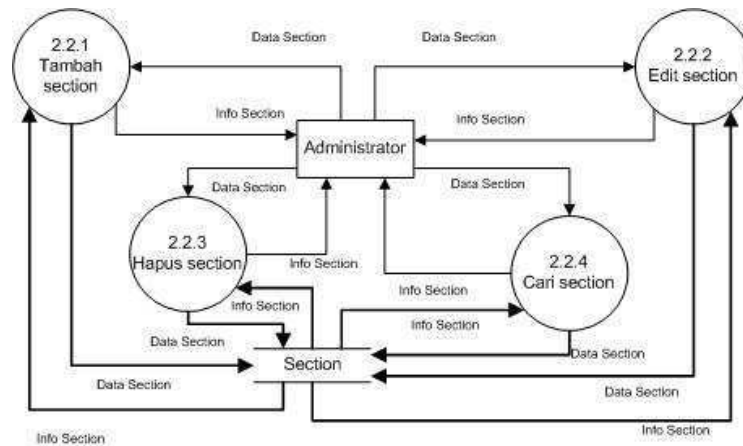 2.2.1
Tambah
section
Data Section
Data Section
2.2.2
Edit section
Info Section
Info Section
Administrator
Data Section
Data Section
2.2.3
Hapus section
2.2.4
Cari section
Info Section
Info Section
Info Section
Info Section
Data Section
Section
Data Section
Data Section
Data Section
Info Section
Info Section